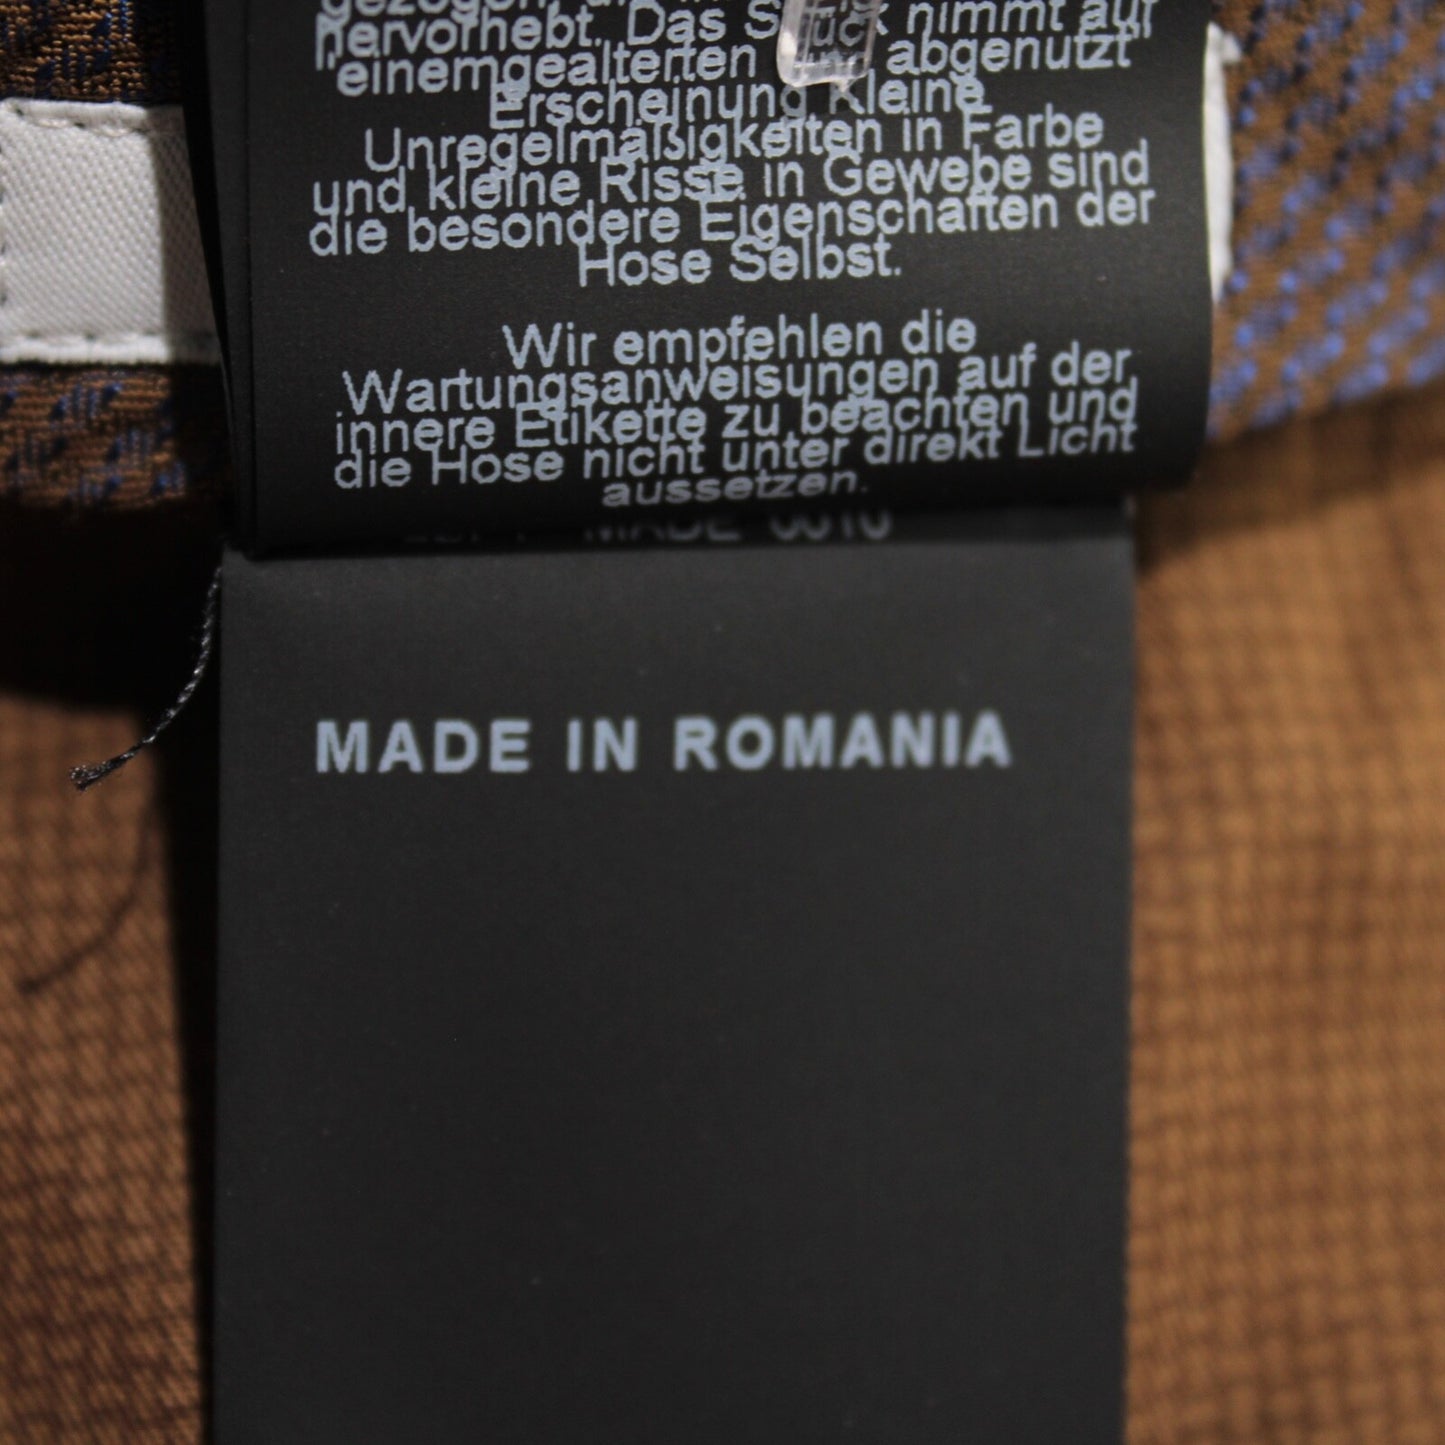 hervorhebt. Das Stück nimmt auf
einemgealterten abgenutzt
Erscheinung Kleine
Unregelmäßigkeiten in Farbe
und kleine Risse in Gewebe sind
die besondere Eigenschaften der
Hose Selbst.
Wir empfehlen die
Wartungsanweisungen auf der
innere Etikette zu beachten und
die Hose nicht unter direkt Licht
aussetzen.
MADE
MADE IN ROMANIA